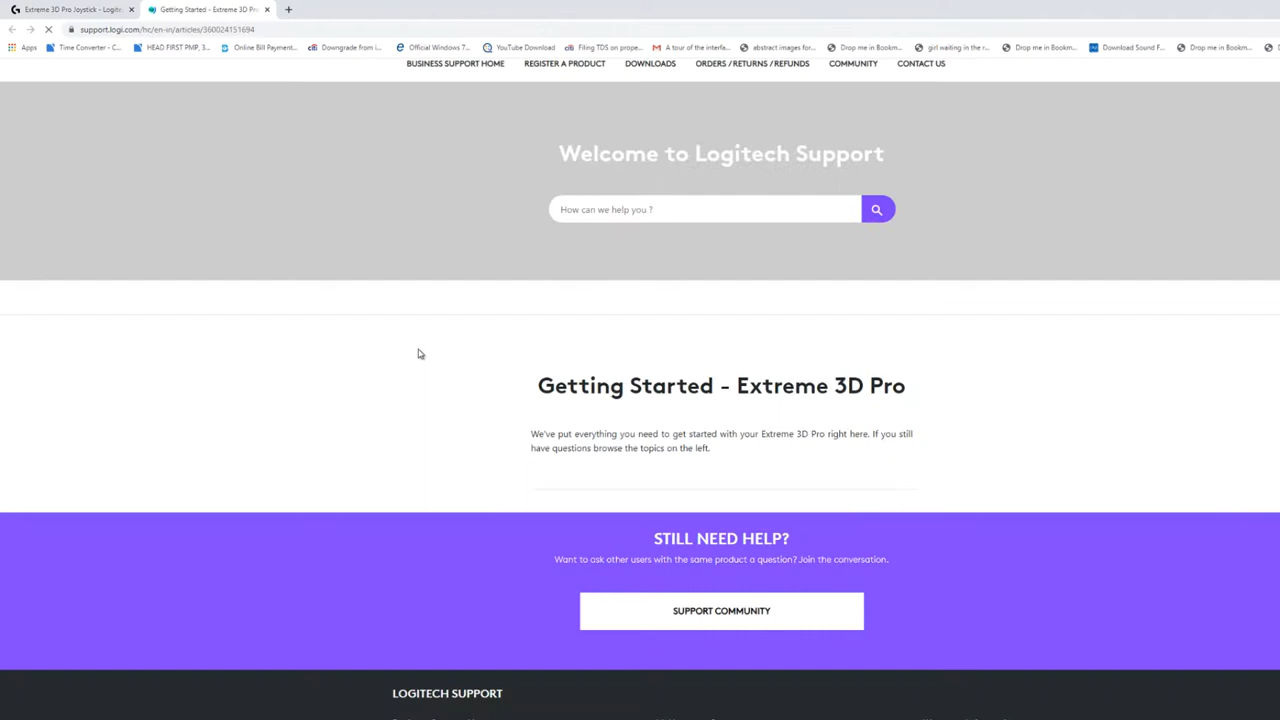 Extreme 3D Pro Joystick - Logite
Getting Started - Extreme 3D Pr
support.logi.com/hc/en-in/articles/360024151694
Apps
Time Converter - C...
HEAD FIRST PMP, 3...
Online Bill Payment...
Downgrade from i...
Official Windows 7...
YouTube Download
Filing TDS on prope...
A tour of the interfa...
abstract images for...
Drop me in Bookm...
girl waiting in the r...
Drop me in Bookm...
Download Sound F...
Drop me in Bookm...
BUSINESS SUPPORT HOME REGISTER A PRODUCT DOWNLOADS ORDERS / RETURNS / REFUNDS COMMUNITY CONTACT US
Welcome to Logitech Support
How can we help you ?
Getting Started - Extreme 3D Pro
We've put everything you need to get started with your Extreme 3D Pro right here. If you still
have questions browse the topics on the left.
STILL NEED HELP?
Want to ask other users with the same product a question? Join the conversation.
SUPPORT COMMUNITY
LOGITECH SUPPORT